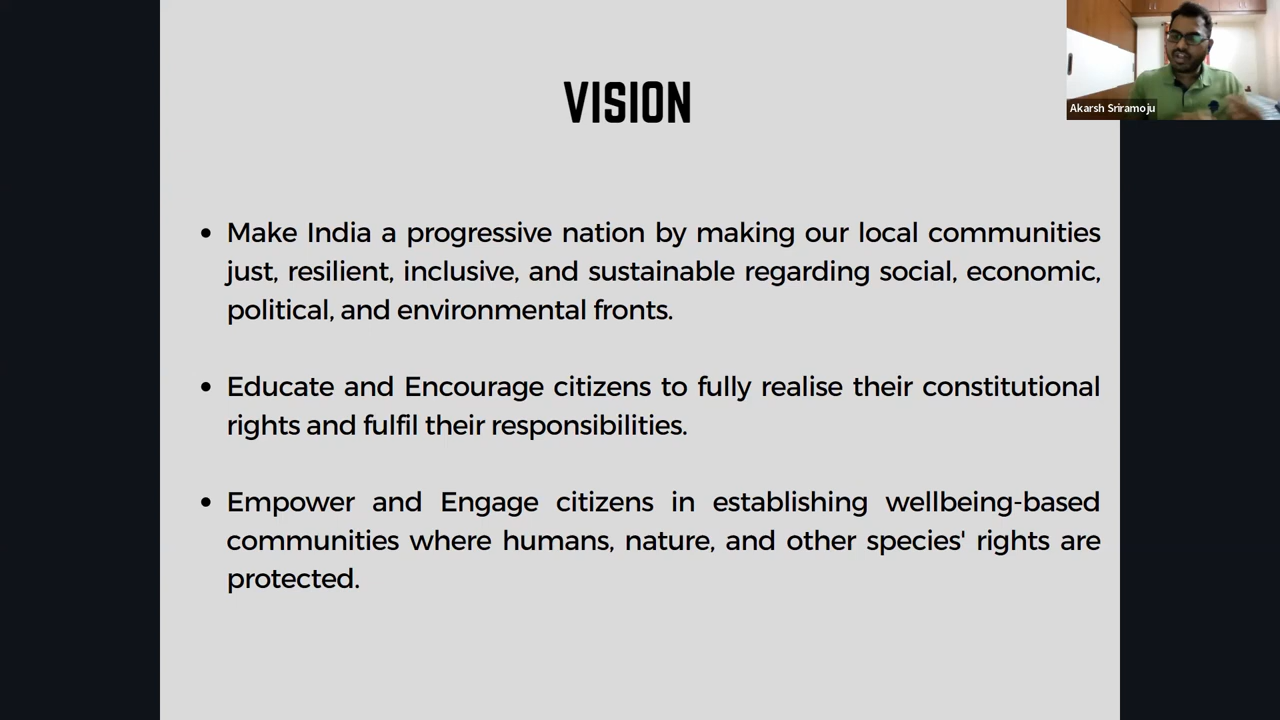 VISION
Akarsh Sriramoju
• Make India a progressive nation by making our local communities
just, resilient, inclusive, and sustainable regarding social, economic,
political, and environmental fronts.
• Educate and Encourage citizens to fully realise their constitutional
rights and fulfil their responsibilities.
• Empower and Engage citizens in establishing wellbeing-based
communities where humans, nature, and other species' rights are
protected.